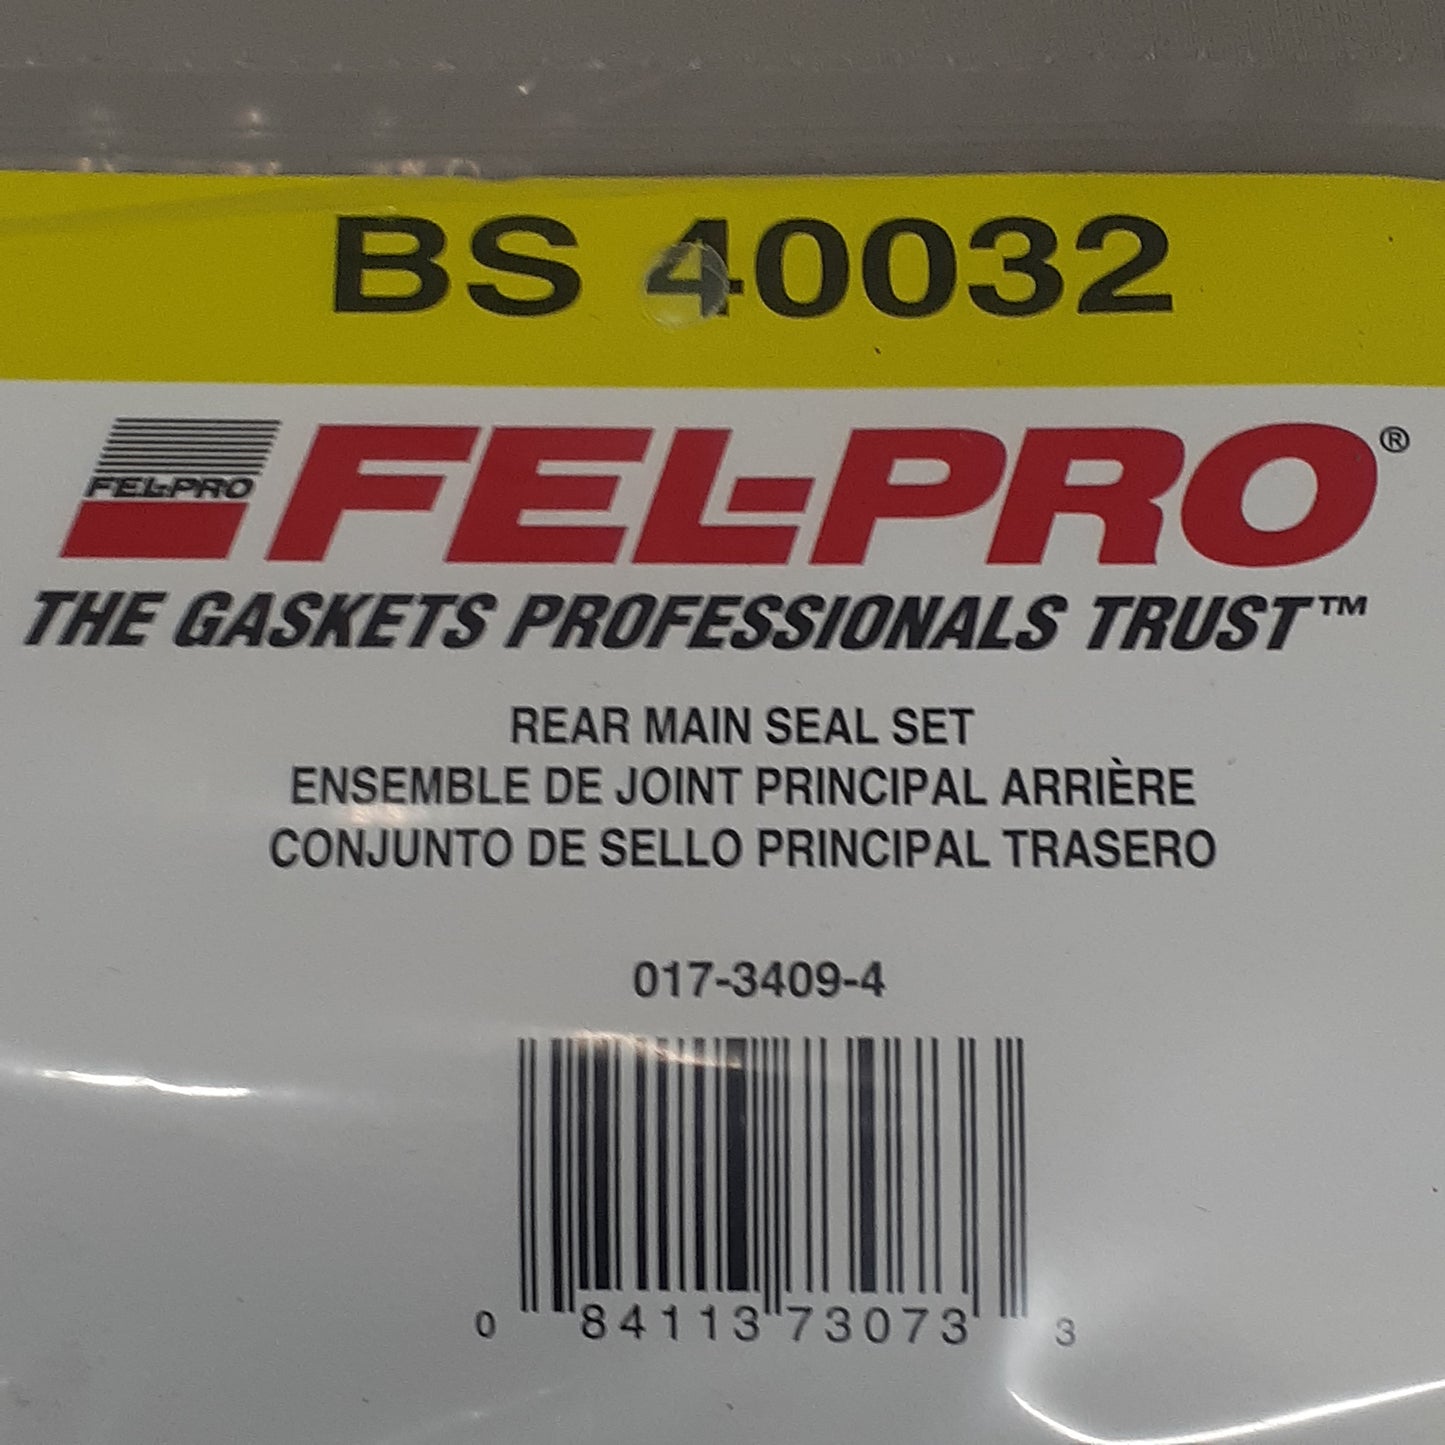 BS 40032
FEL-PRO
FEL-PRO®
THE GASKETS PROFESSIONALS TRUST™
REAR MAIN SEAL SET
ENSEMBLE DE JOINT PRINCIPAL ARRIÈRE
CONJUNTO DE SELLO PRINCIPAL TRASERO
017-3409-4
0 84113 73073 3